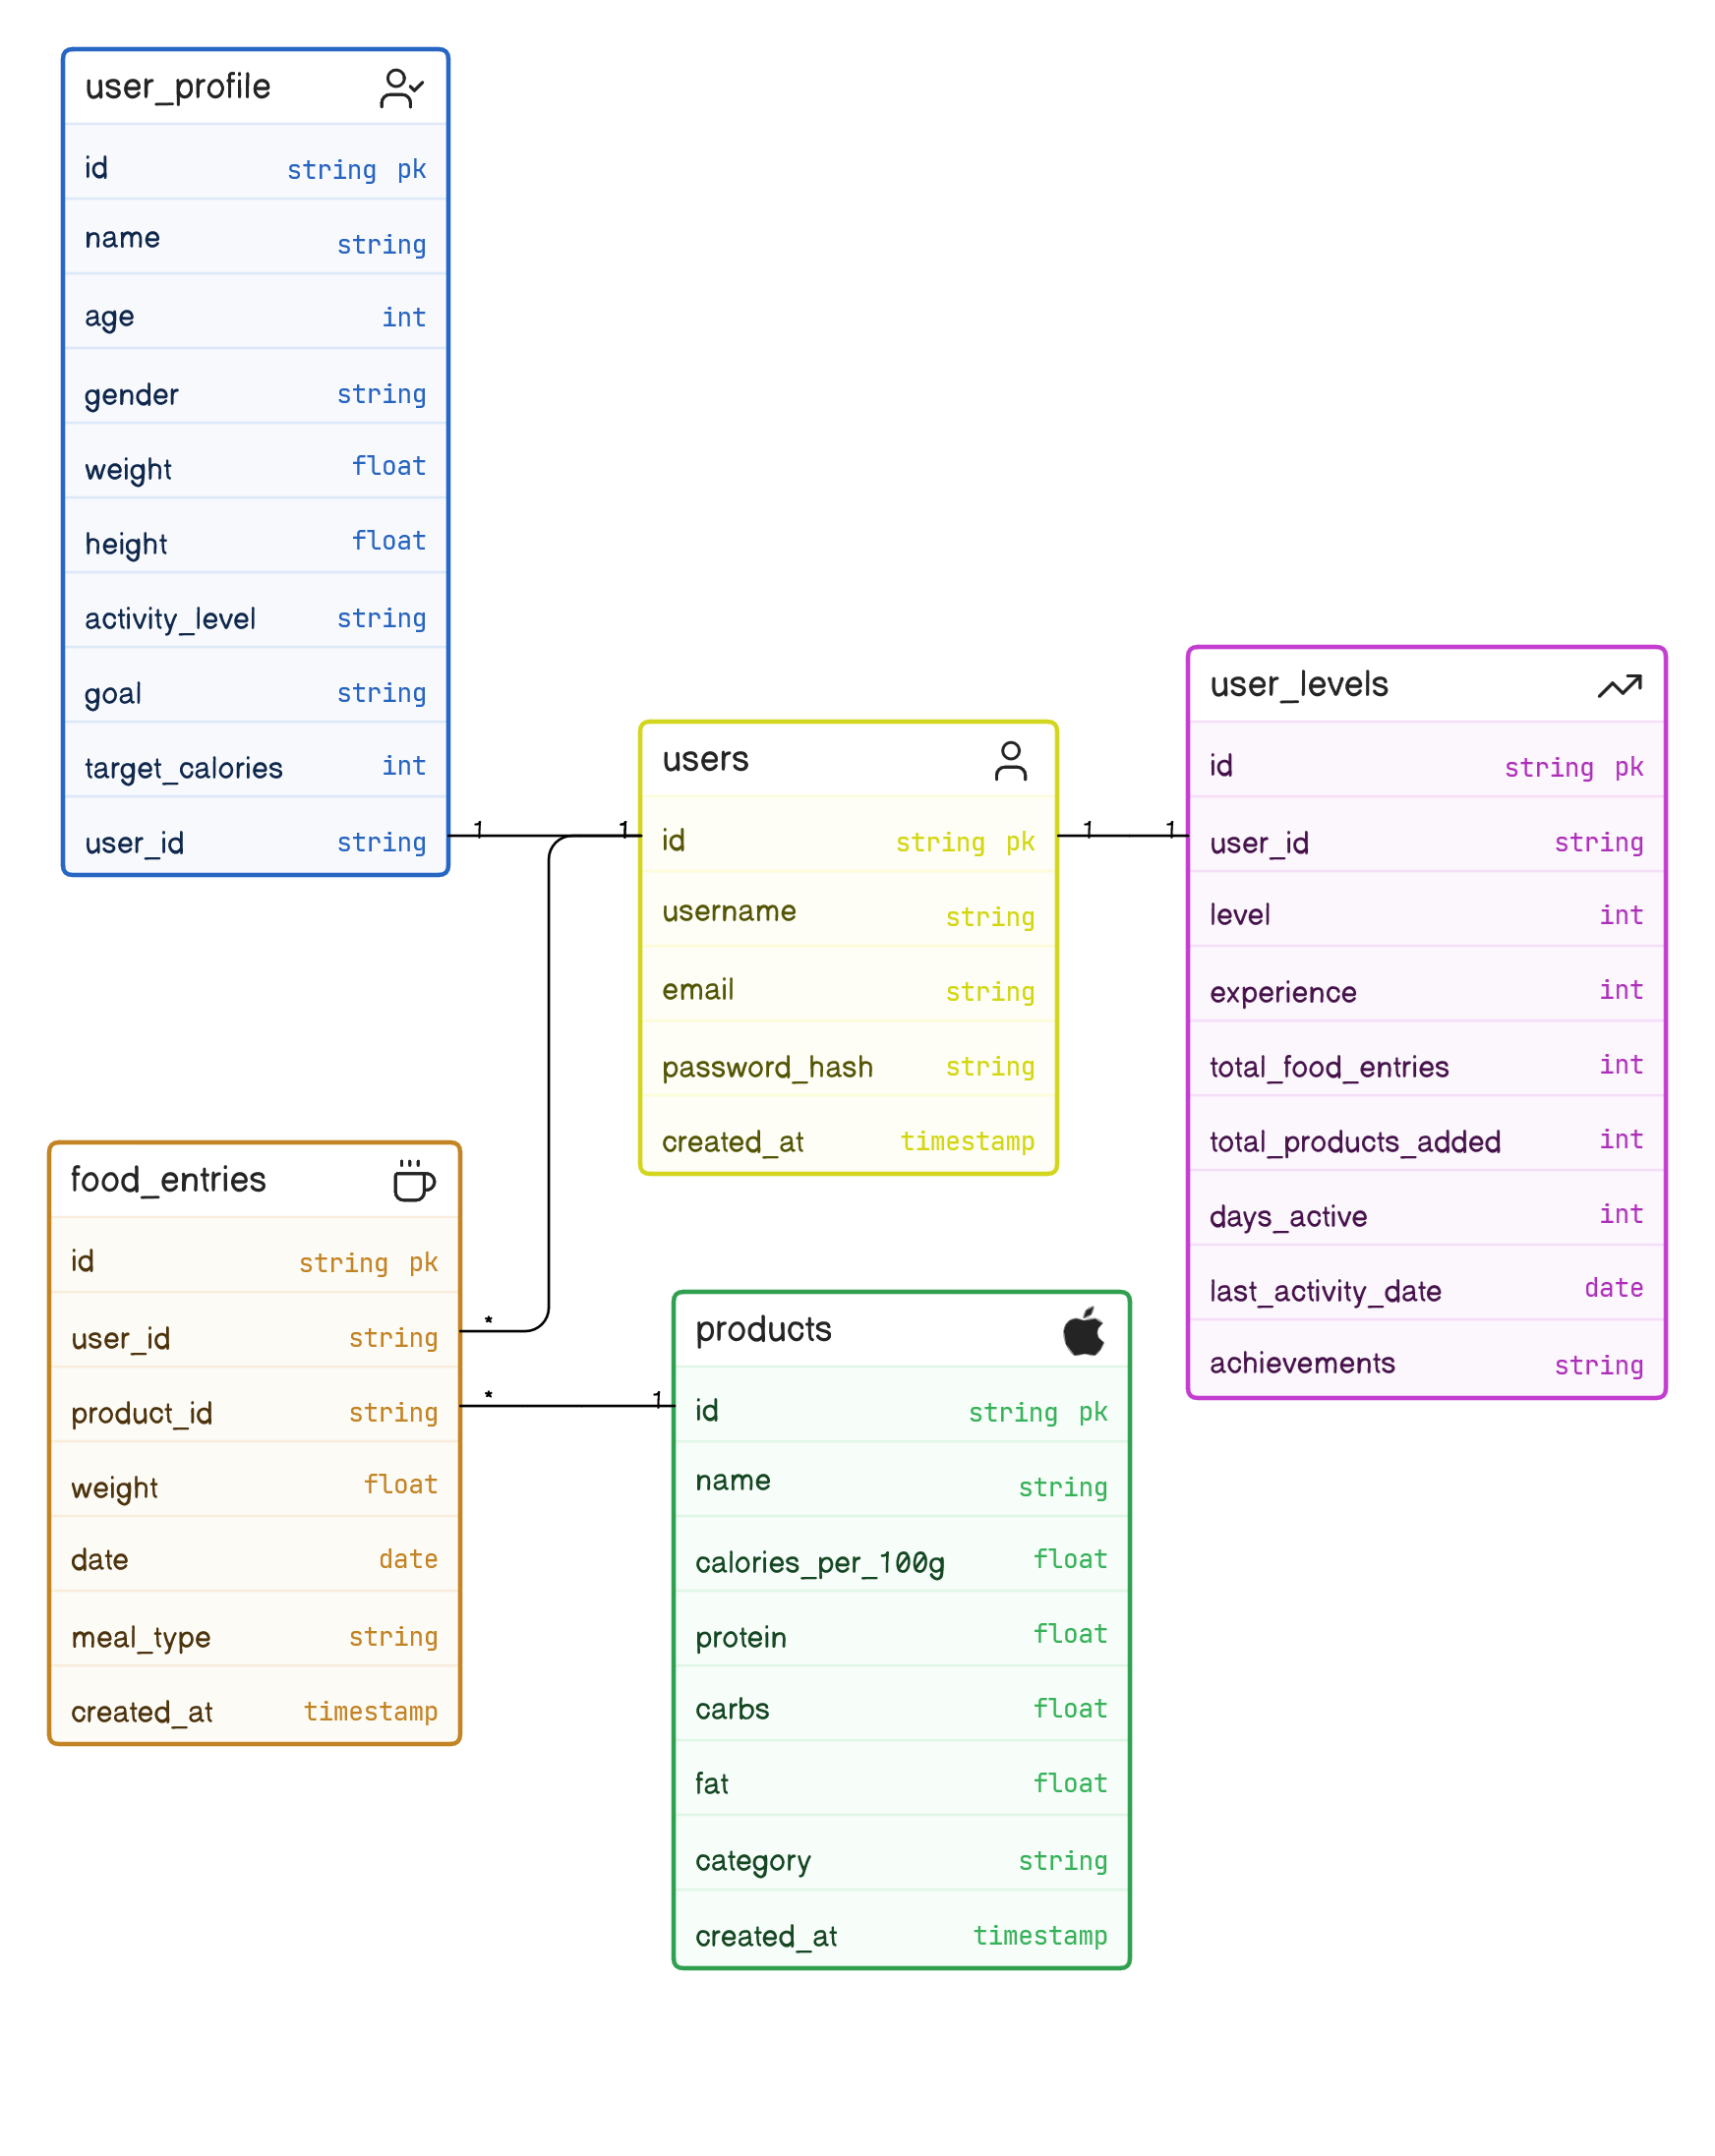 user_profile
id string pk
name string
age int
gender string
weight float
height float
activity_level string
goal string
target_calories int
user_id string
1 1
users
id string pk
username string
email string
password_hash string
created_at timestamp
1 1
user_levels
id string pk
user_id string
level int
experience int
total_food_entries int
total_products_added int
days_active int
last_activity_date date
achievements string
food_entries
id string pk
user_id string
product_id string
weight float
date date
meal_type string
created_at timestamp
*
* 1
products
id string pk
name string
calories_per_100g float
protein float
carbs float
fat float
category string
created_at timestamp